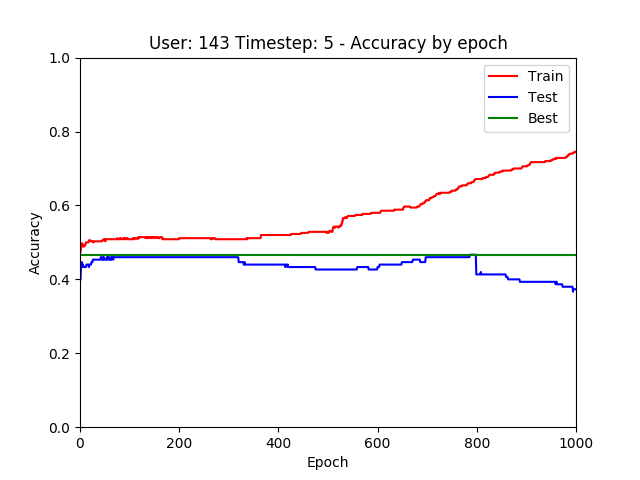 User: 143 Timestep: 5 - Accuracy by epoch
1.0
0.8
0.6
0.4
0.2
0.0
Accuracy
Train
Test
Best
0 200 400 600 800 1000
Epoch